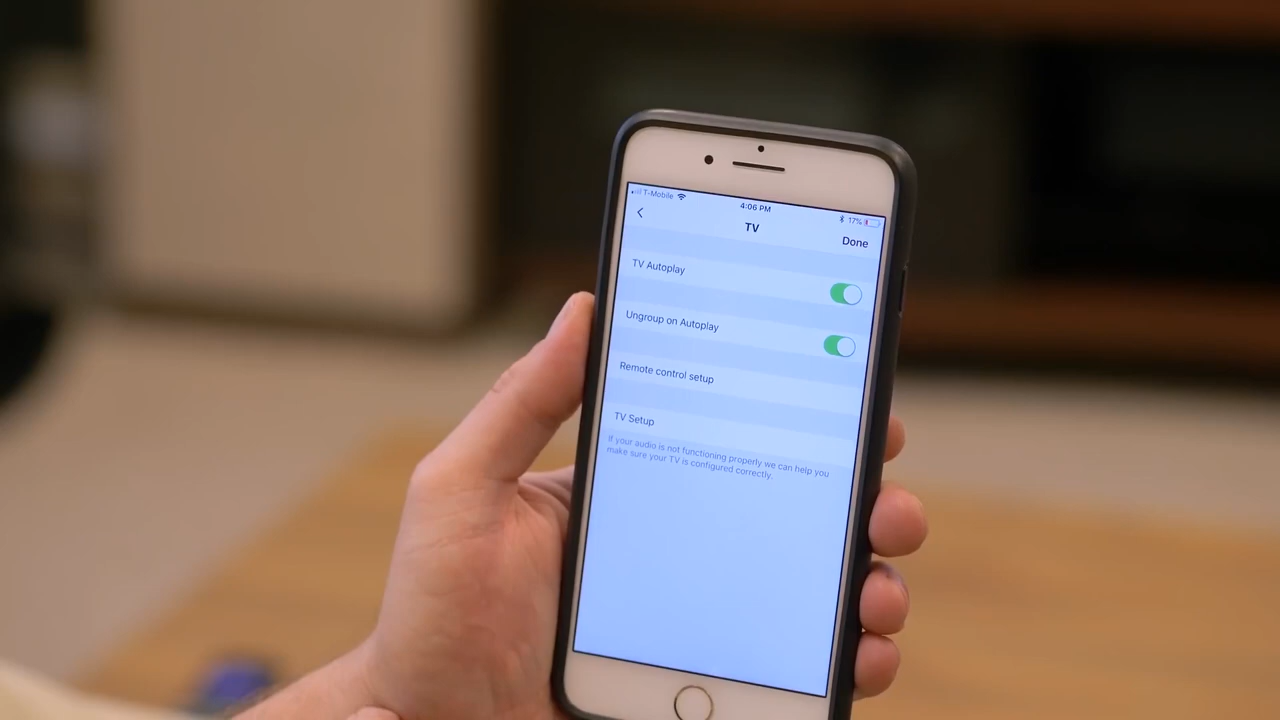 T-Mobile 4:06 PM 17%
TV
Done
TV Autoplay
Ungroup on Autoplay
Remote control setup
TV Setup
If your audio is not functioning properly we can help you
make sure your TV is configured correctly.